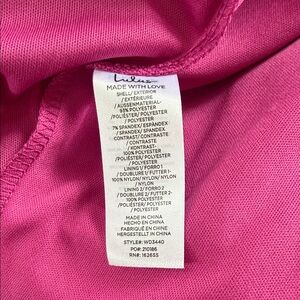 Lulus
MADE WITH LOVE
SHELL/ EXTERIOR
/ EXTÉRIEURE
/ AUSSENMATERIAL-
93% POLYESTER
/POLIÉSTER/ POLYESTER
/ POLYESTER
7% SPANDEX/ ESPÁNDEX
/ SPANDEX/ SPANDEX
CONTRAST/ CONTRASTE
/ CONTRASTE
/ KONTRAST-
100% POLYESTER
/POLIÉSTER/ POLYESTER
/ POLYESTER
LINING 1/ FORRO 1
/ DOUBLURE 1/ FUTTER 1-
100% NYLON/ NYLON/ NYLON
/ NYLON
LINING 2/ FORRO 2
/ DOUBLURE 2/ FUTTER 2-
100% POLYESTER
/POLIÉSTER/ POLYESTER
/ POLYESTER
MADE IN CHINA
HECHO EN CHINA
FABRIQUÉ EN CHINE
HERGESTELLT IN CHINA
STYLE#: WD3440
PO#: 210186
RN#: 162655